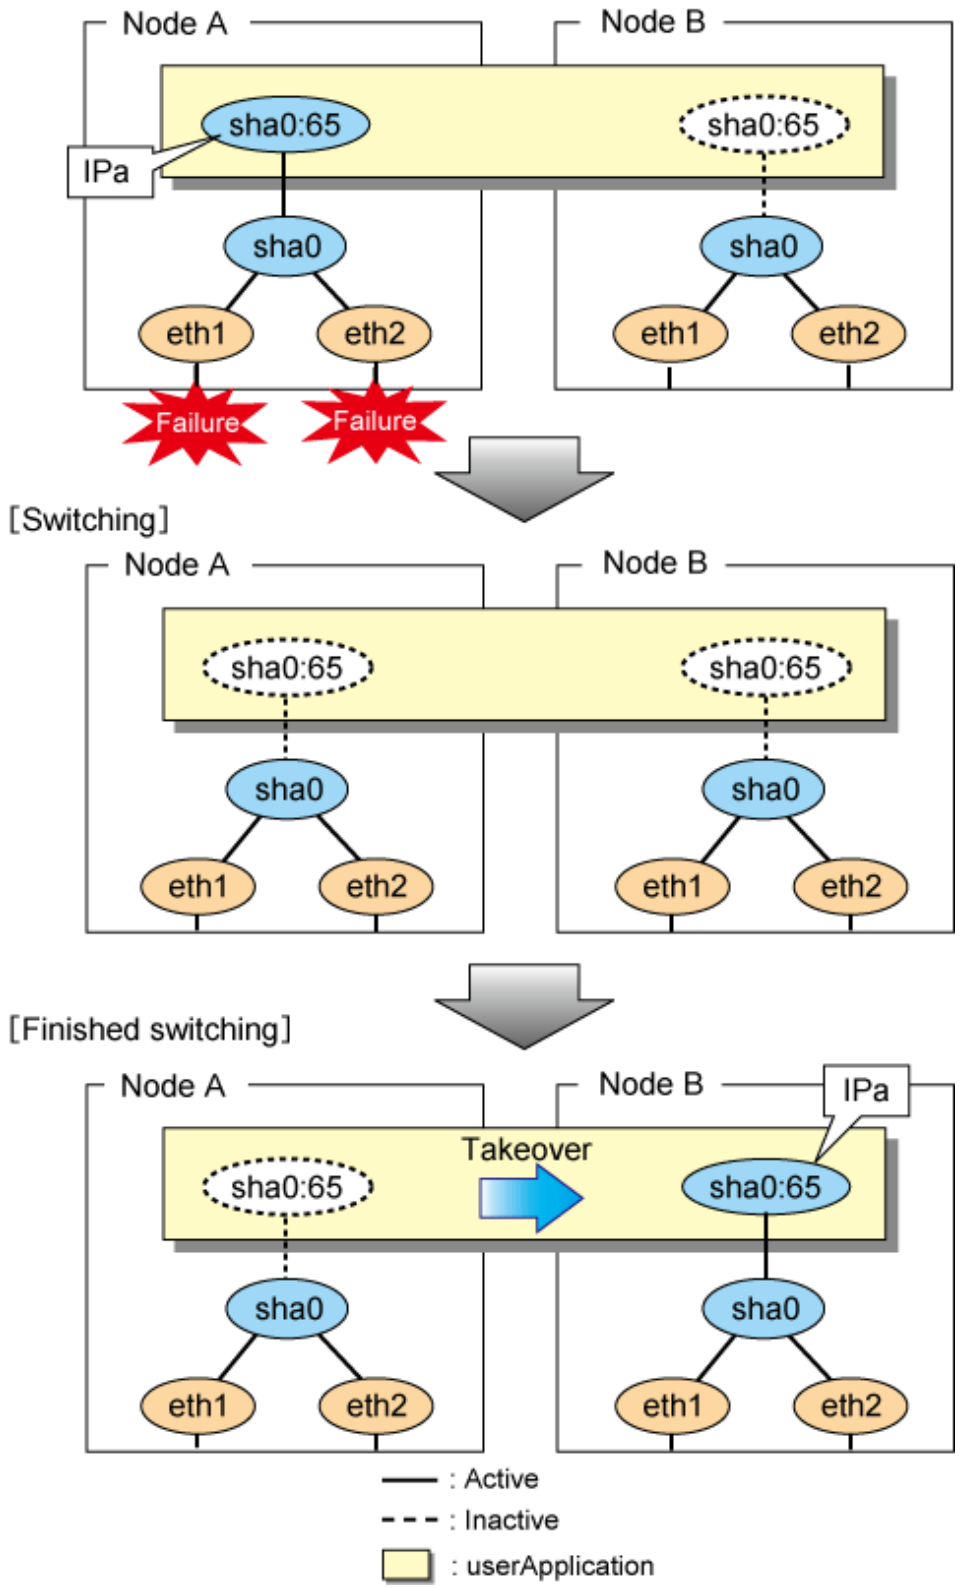 Node A
Node B
sha0:65
sha0:65
IPa
sha0
sha0
eth1
eth2
eth1
eth2
Failure
Failure
[Switching]
Node A
Node B
sha0:65
sha0:65
sha0
sha0
eth1
eth2
eth1
eth2
[Finished switching]
Node A
Node B
IPa
Takeover
sha0:65
sha0:65
sha0
sha0
eth1
eth2
eth1
eth2
: Active
: Inactive
: userApplication